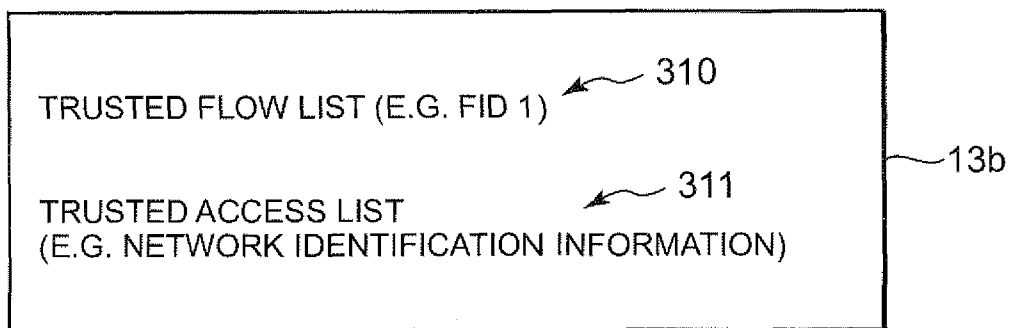 310
TRUSTED FLOW LIST (E.G. FID 1)
13b
311
TRUSTED ACCESS LIST
(E.G. NETWORK IDENTIFICATION INFORMATION)